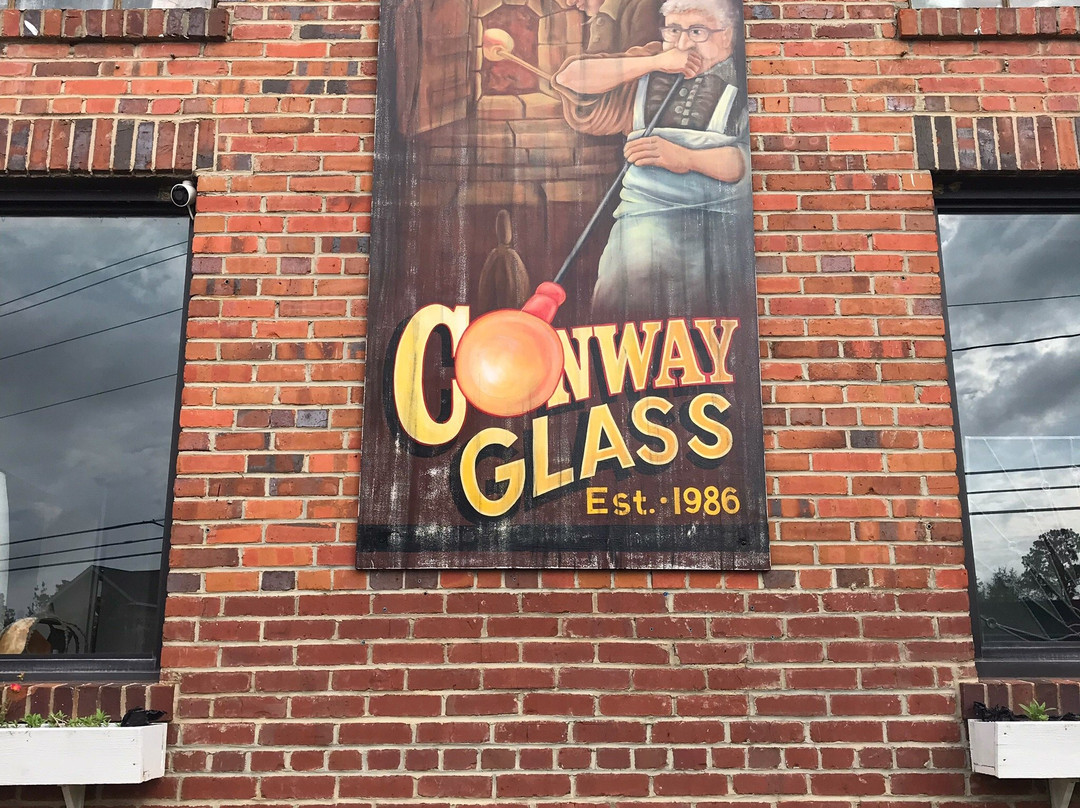 CONWAY
GLASS
Est. · 1986